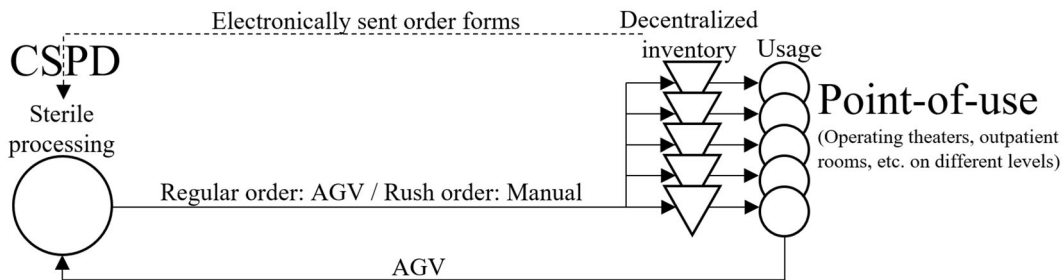 Electronically sent order forms
Decentralized
inventory
Usage
CSPD
Sterile
processing
Point-of-use
(Operating theaters, outpatient
rooms, etc. on different levels)
Regular order: AGV / Rush order: Manual
AGV